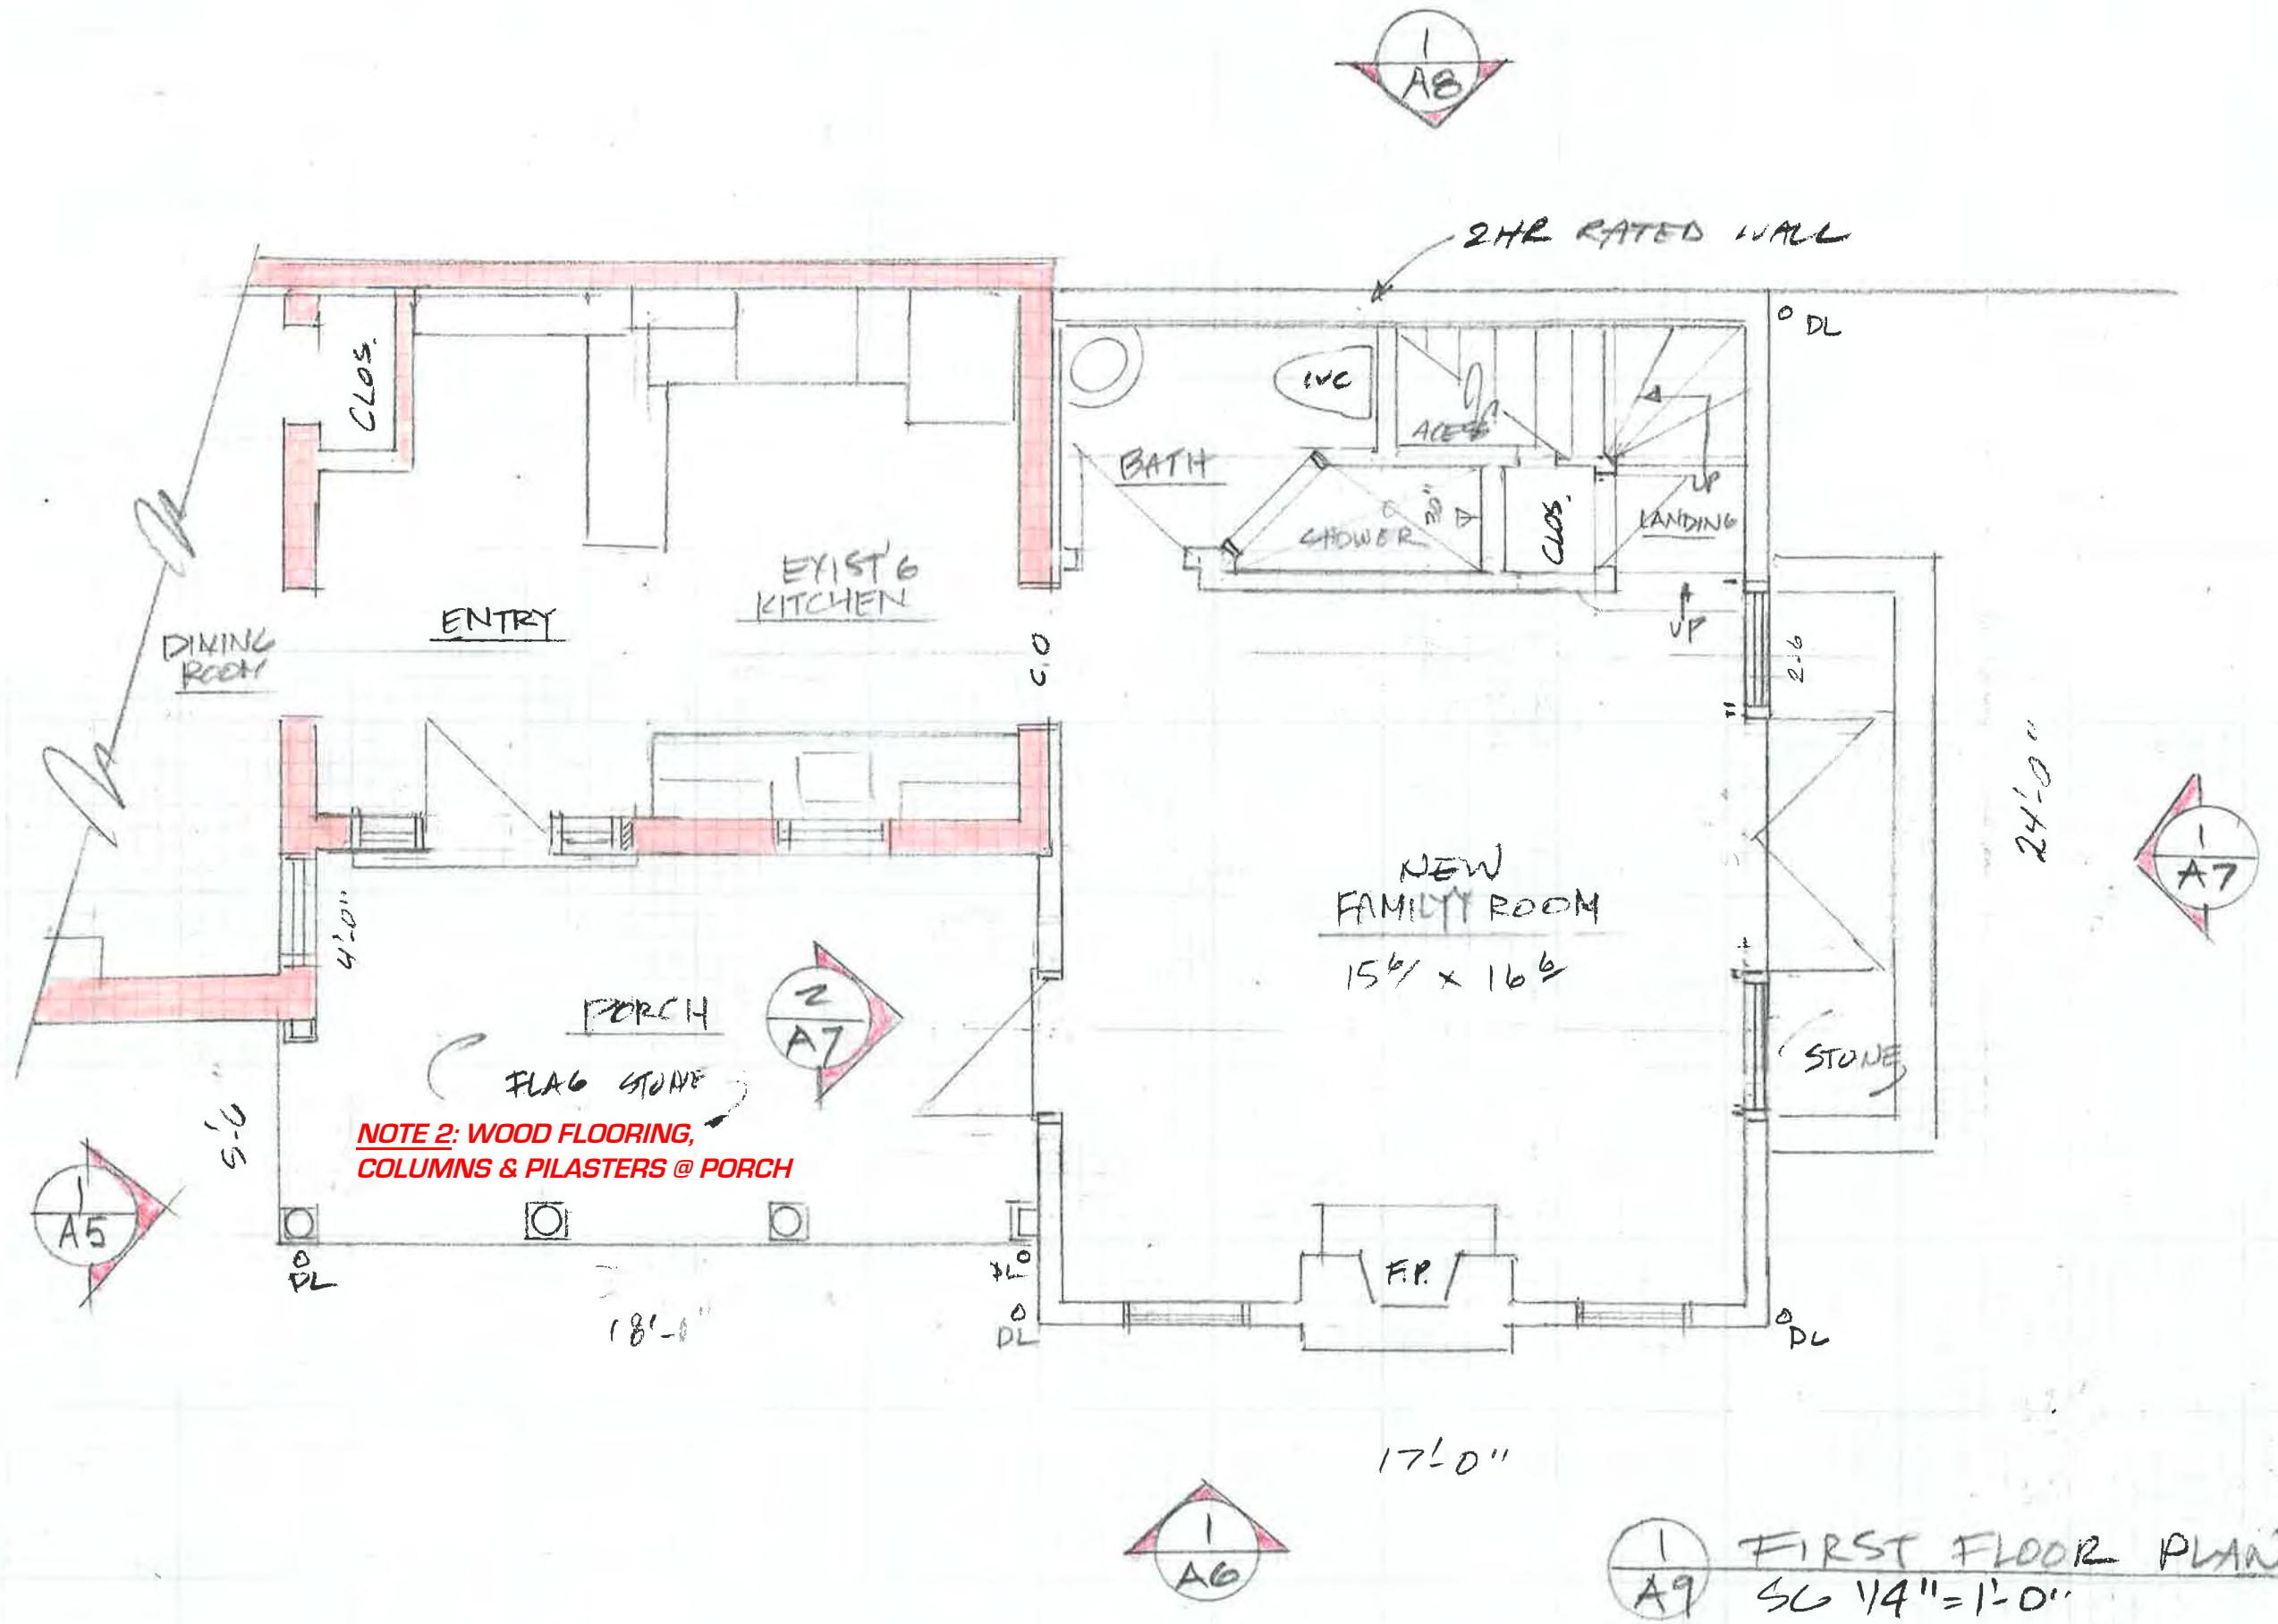 1
A8
2HR RATED WALL
DL
CLOS.
WC
ACESS
BATH
UP
LANDING
SHOWER
30"
CLOS.
EXIST'G
KITCHEN
ENTRY
DINING
ROOM
C.O
UP
2-6
24'-0"
1
A7
NEW
FAMILY ROOM
15 6/ x 16 6
4'-0"
PORCH
2
A7
FLAG STONE
STONE
NOTE 2: WOOD FLOORING,
COLUMNS & PILASTERS @ PORCH
1
A5
DL
DL
F.P.
DL
DL
18'-0"
17'-0"
1
A6
1
A9
FIRST FLOOR PLAN
SC 1/4"=1'-0"